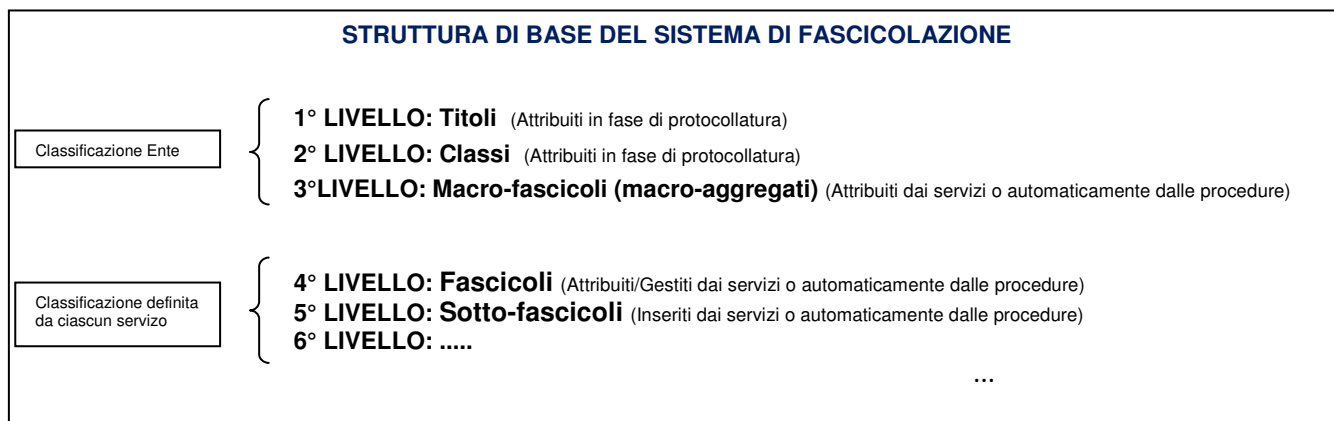 STRUTTURA DI BASE DEL SISTEMA DI FASCICOLAZIONE
Classificazione Ente
1° LIVELLO: Titoli (Attribuiti in fase di protocollatura)
2° LIVELLO: Classi (Attribuiti in fase di protocollatura)
3°LIVELLO: Macro-fascicoli (macro-aggregati) (Attribuiti dai servizi o automaticamente dalle procedure)
Classificazione definita
da ciascun servizo
4° LIVELLO: Fascicoli (Attribuiti/Gestiti dai servizi o automaticamente dalle procedure)
5° LIVELLO: Sotto-fascicoli (Inseriti dai servizi o automaticamente dalle procedure)
6° LIVELLO: .....
...